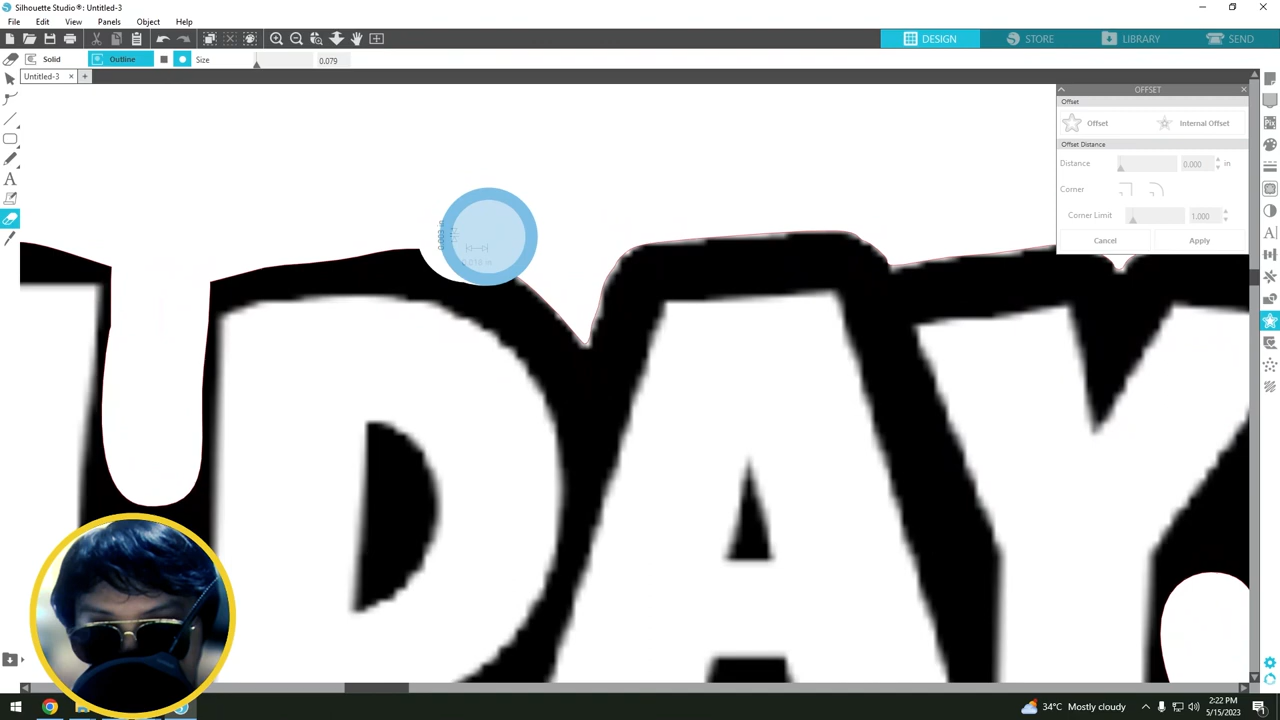 Silhouette Studio®: Untitled-3
File Edit View Panels Object Help
DESIGN STORE LIBRARY SEND
Solid Outline Size 0.079
Untitled-3 × +
OFFSET
Offset
Offset Internal Offset
Offset Distance
Distance 0.000 in
Corner
Corner Limit 1.000
Cancel Apply
DAY
34°C Mostly cloudy
2:22 PM
5/15/2023